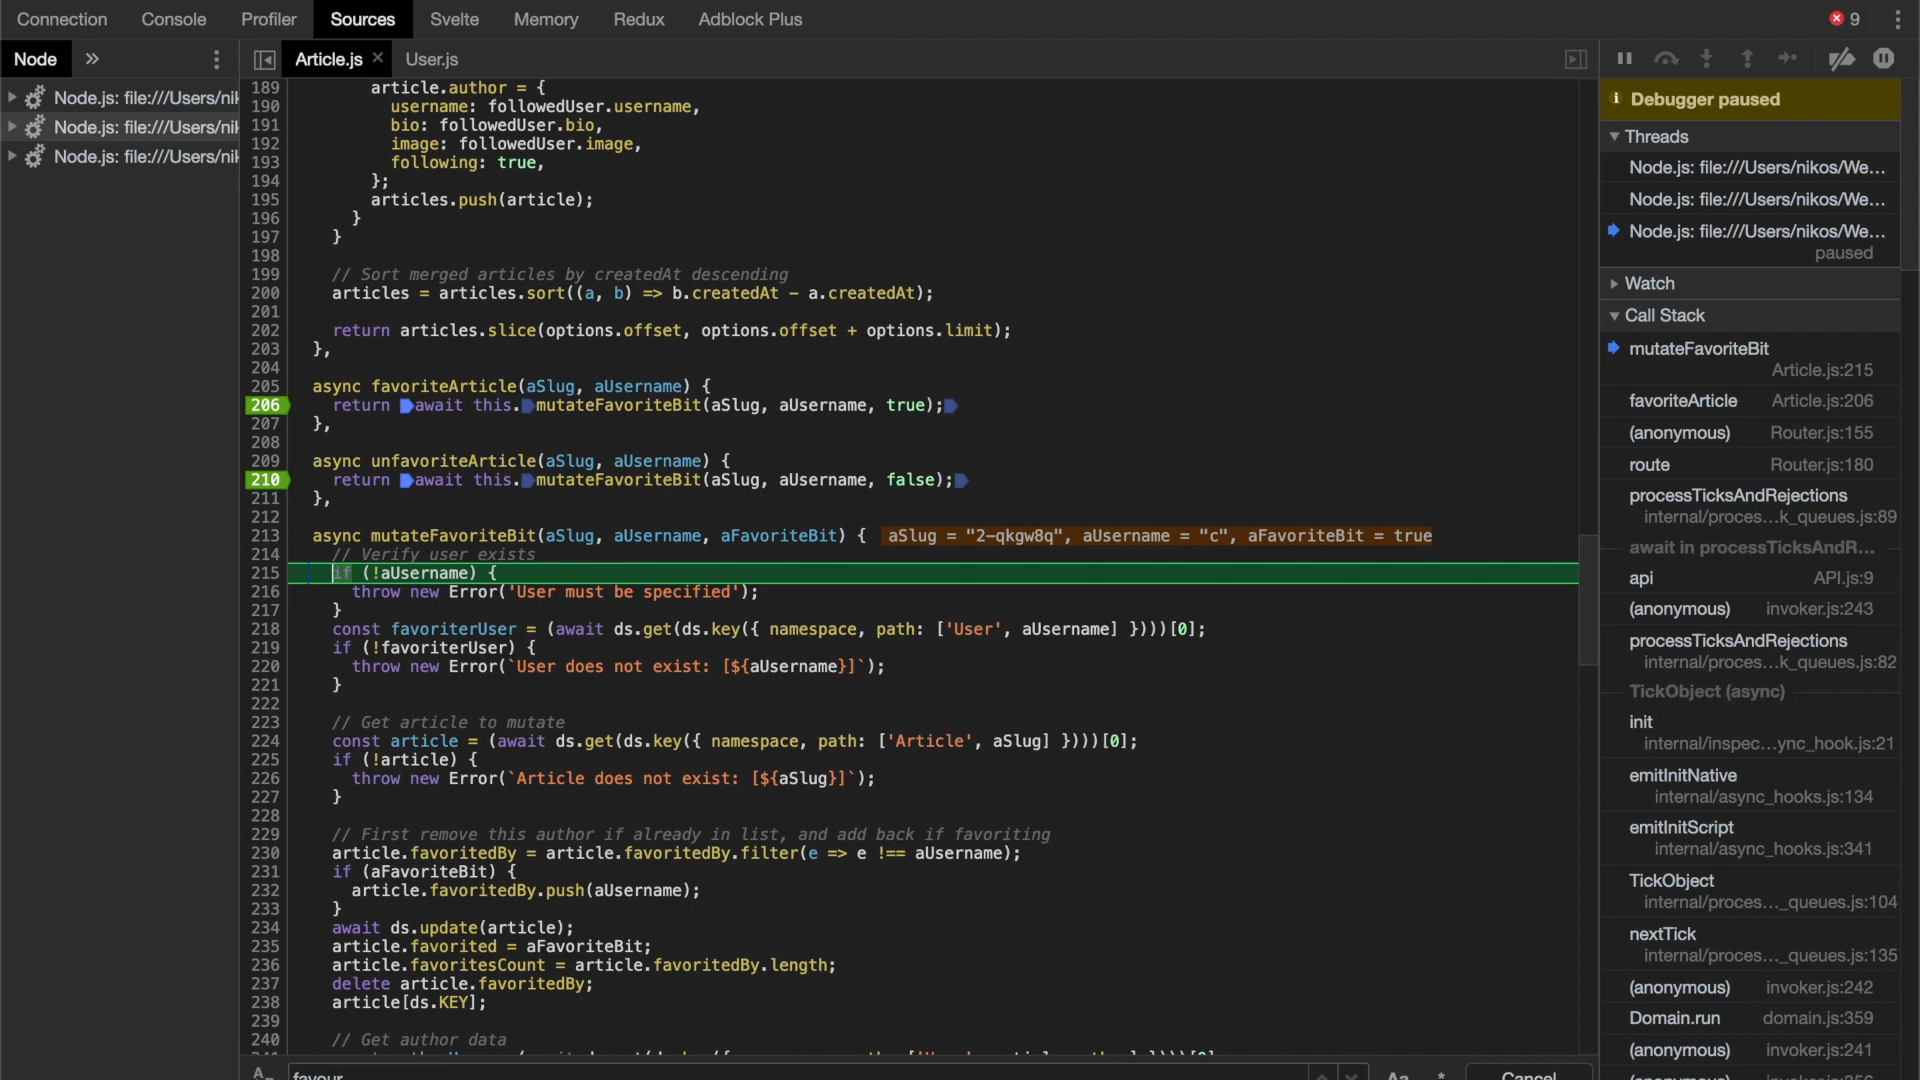 Connection Console Profiler Sources Svelte Memory Redux Adblock Plus 9
Node » Article.js × User.js
Node.js: file:///Users/nik
Node.js: file:///Users/nik
Node.js: file:///Users/nik
189 article.author = {
190 username: followedUser.username,
191 bio: followedUser.bio,
192 image: followedUser.image,
193 following: true,
194 };
195 articles.push(article);
196 }
197 }
198
199 // Sort merged articles by createdAt descending
200 articles = articles.sort((a, b) => b.createdAt - a.createdAt);
201
202 return articles.slice(options.offset, options.offset + options.limit);
203 },
204
205 async favoriteArticle(aSlug, aUsername) {
206 return await this.mutateFavoriteBit(aSlug, aUsername, true);
207 },
208
209 async unfavoriteArticle(aSlug, aUsername) {
210 return await this.mutateFavoriteBit(aSlug, aUsername, false);
211 },
212
213 async mutateFavoriteBit(aSlug, aUsername, aFavoriteBit) { aSlug = "2-qkgw8q", aUsername = "c", aFavoriteBit = true
214 // Verify user exists
215 if (!aUsername) {
216 throw new Error('User must be specified');
217 }
218 const favoriterUser = (await ds.get(ds.key({ namespace, path: ['User', aUsername] })))[0];
219 if (!favoriterUser) {
220 throw new Error(`User does not exist: [${aUsername}]`);
221 }
222
223 // Get article to mutate
224 const article = (await ds.get(ds.key({ namespace, path: ['Article', aSlug] })))[0];
225 if (!article) {
226 throw new Error(`Article does not exist: [${aSlug}]`);
227 }
228
229 // First remove this author if already in list, and add back if favoriting
230 article.favoritedBy = article.favoritedBy.filter(e => e !== aUsername);
231 if (aFavoriteBit) {
232 article.favoritedBy.push(aUsername);
233 }
234 await ds.update(article);
235 article.favorited = aFavoriteBit;
236 article.favoritesCount = article.favoritedBy.length;
237 delete article.favoritedBy;
238 article[ds.KEY];
239
240 // Get author data
favour Aa .* Cancel
Debugger paused
Threads
Node.js: file:///Users/nikos/We...
Node.js: file:///Users/nikos/We...
Node.js: file:///Users/nikos/We...
paused
Watch
Call Stack
mutateFavoriteBit
Article.js:215
favoriteArticle Article.js:206
(anonymous) Router.js:155
route Router.js:180
processTicksAndRejections
internal/proces…k_queues.js:89
await in processTicksAndR...
api API.js:9
(anonymous) invoker.js:243
processTicksAndRejections
internal/proces…k_queues.js:82
TickObject (async)
init
internal/inspec…ync_hook.js:21
emitInitNative
internal/async_hooks.js:134
emitInitScript
internal/async_hooks.js:341
TickObject
internal/proces…_queues.js:104
nextTick
internal/proces…_queues.js:135
(anonymous) invoker.js:242
Domain.run domain.js:359
(anonymous) invoker.js:241